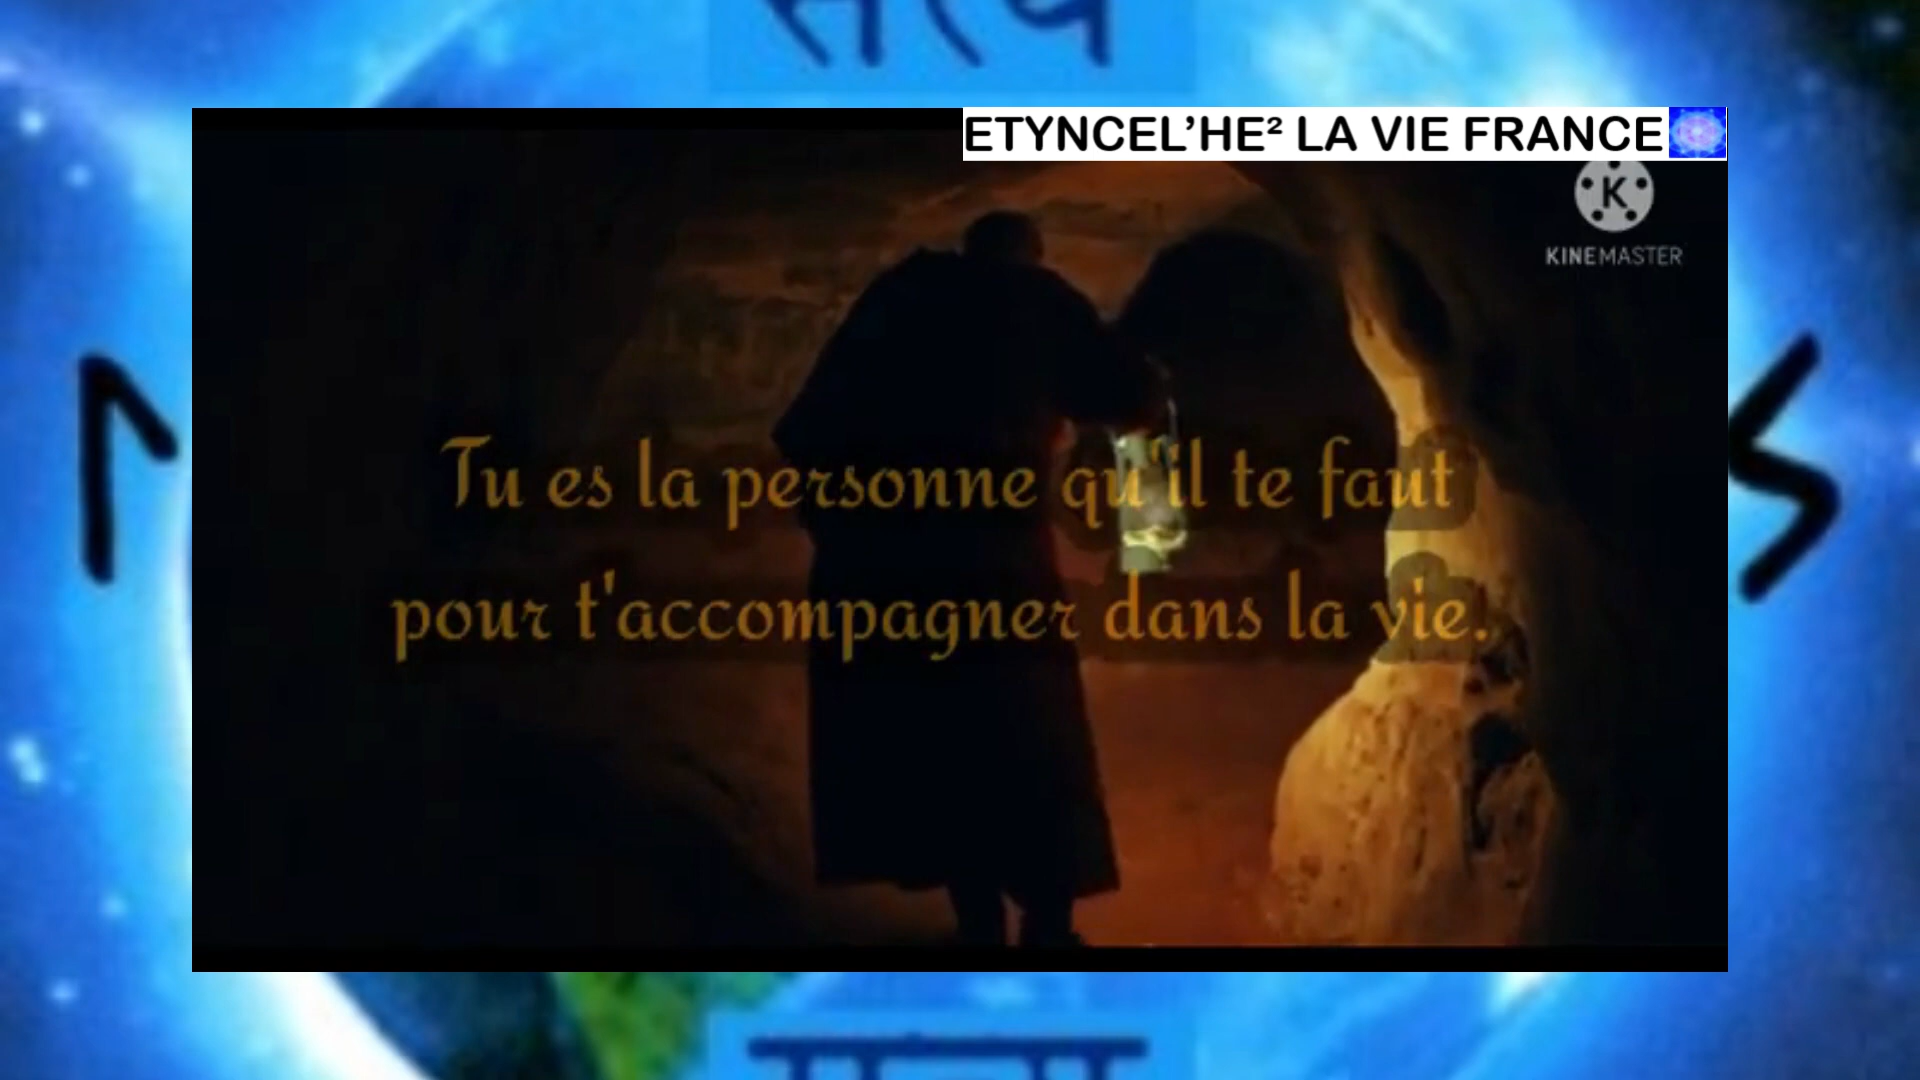 ETYNCEL’HE² LA VIE FRANCE
K
KINEMASTER
Tu es la personne qu'il te faut
pour t'accompagner dans la vie.